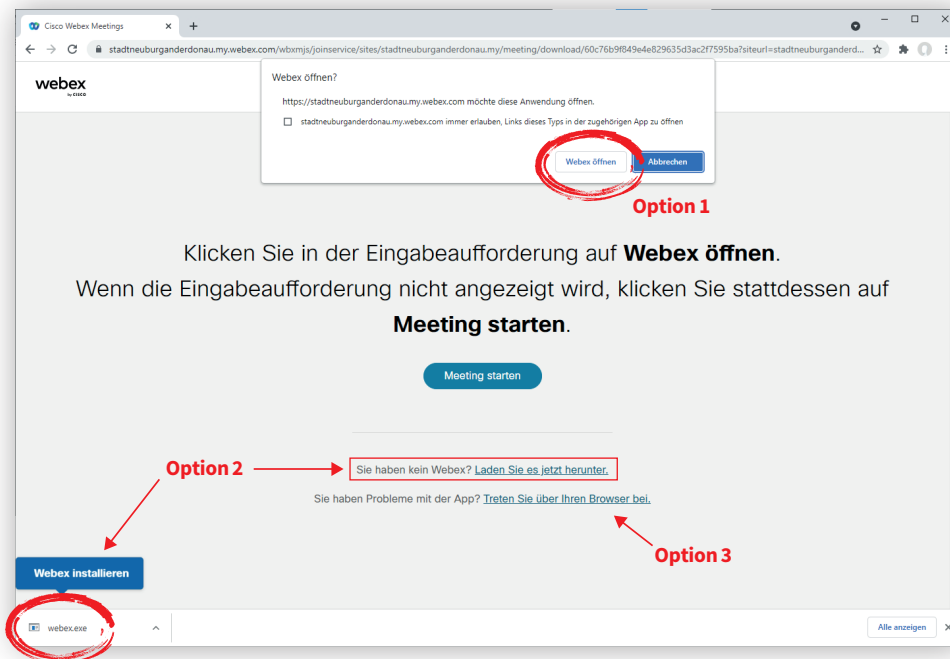 Cisco Webex Meetings
stadtneuburganderdonau.my.webex.com/wbxmjs/joinservice/sites/stadtneuburganderdonau.my/meeting/download/60c76b9f849e4e829635d3ac2f7595ba?siteurl=stadtneuburganderd...
webex
by CISCO
Webex öffnen?
https://stadtneuburganderdonau.my.webex.com möchte diese Anwendung öffnen.
stadtneuburganderdonau.my.webex.com immer erlauben, Links dieses Typs in der zugehörigen App zu öffnen
Webex öffnen
Abbrechen
Option 1
Klicken Sie in der Eingabeaufforderung auf Webex öffnen.
Wenn die Eingabeaufforderung nicht angezeigt wird, klicken Sie stattdessen auf
Meeting starten.
Meeting starten
Option 2
Sie haben kein Webex? Laden Sie es jetzt herunter.
Sie haben Probleme mit der App? Treten Sie über Ihren Browser bei.
Option 3
Webex installieren
webex.exe
Alle anzeigen